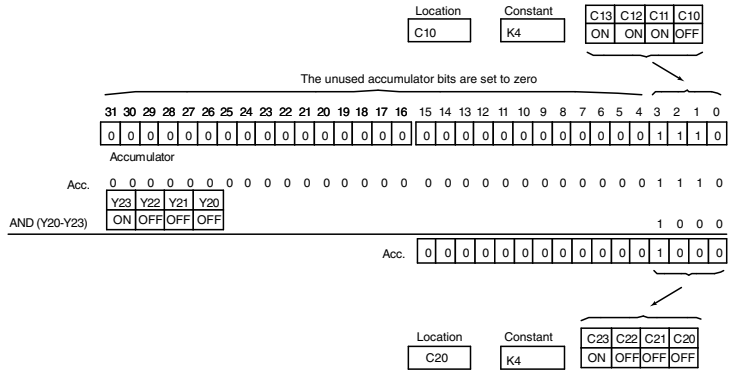 Location Constant C13 C12 C11 C10
C10 K4 ON ON ON OFF
The unused accumulator bits are set to zero
31 30 29 28 27 26 25 24 23 22 21 20 19 18 17 16 15 14 13 12 11 10 9 8 7 6 5 4 3 2 1 0
0 0 0 0 0 0 0 0 0 0 0 0 0 0 0 0 0 0 0 0 0 0 0 0 0 0 0 0 1 1 1 0
Accumulator
Acc. 0 0 0 0 0 0 0 0 0 0 0 0 0 0 0 0 0 0 0 0 0 0 0 0 0 0 0 0 1 1 1 0
Y23 Y22 Y21 Y20
ON OFF OFF OFF
AND (Y20-Y23) 1 0 0 0
Acc. 0 0 0 0 0 0 0 0 0 0 0 0 1 0 0 0
Location Constant C23 C22 C21 C20
C20 K4 ON OFF OFF OFF